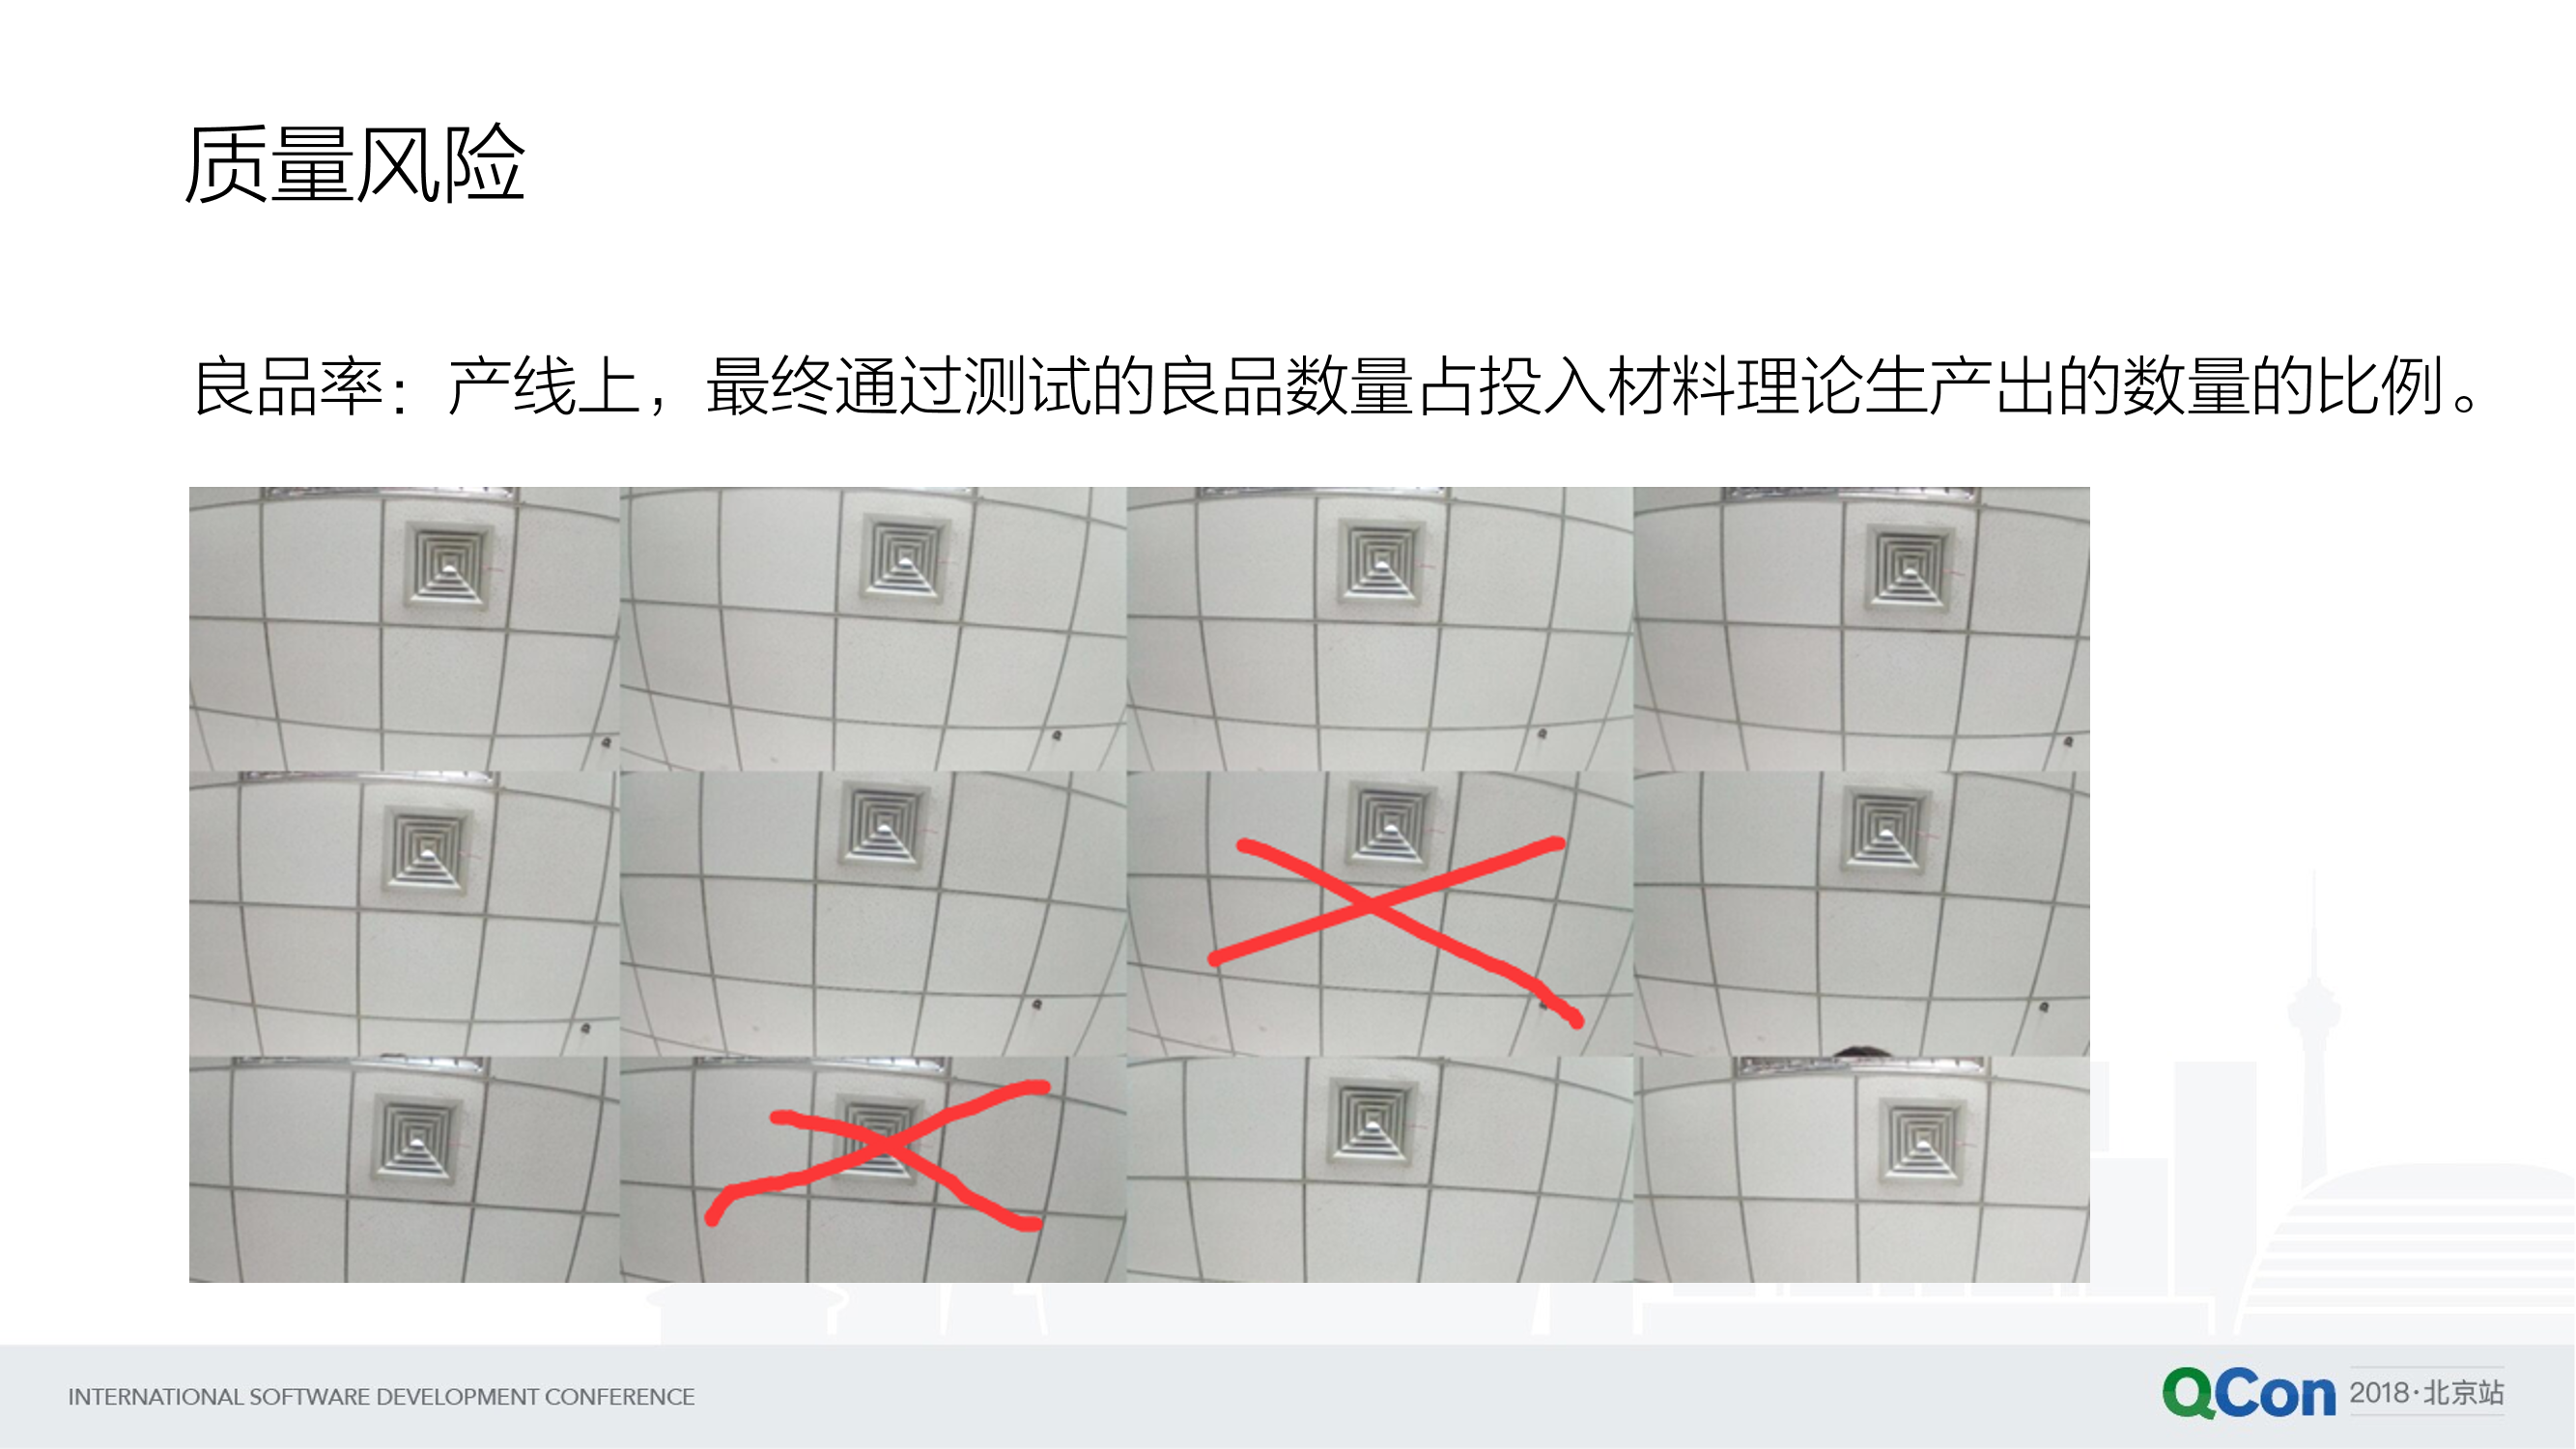 质量风险
良品率：产线上，最终通过测试的良品数量占投入材料理论生产出的数量的比例。
INTERNATIONAL SOFTWARE DEVELOPMENT CONFERENCE
QCon 2018·北京站